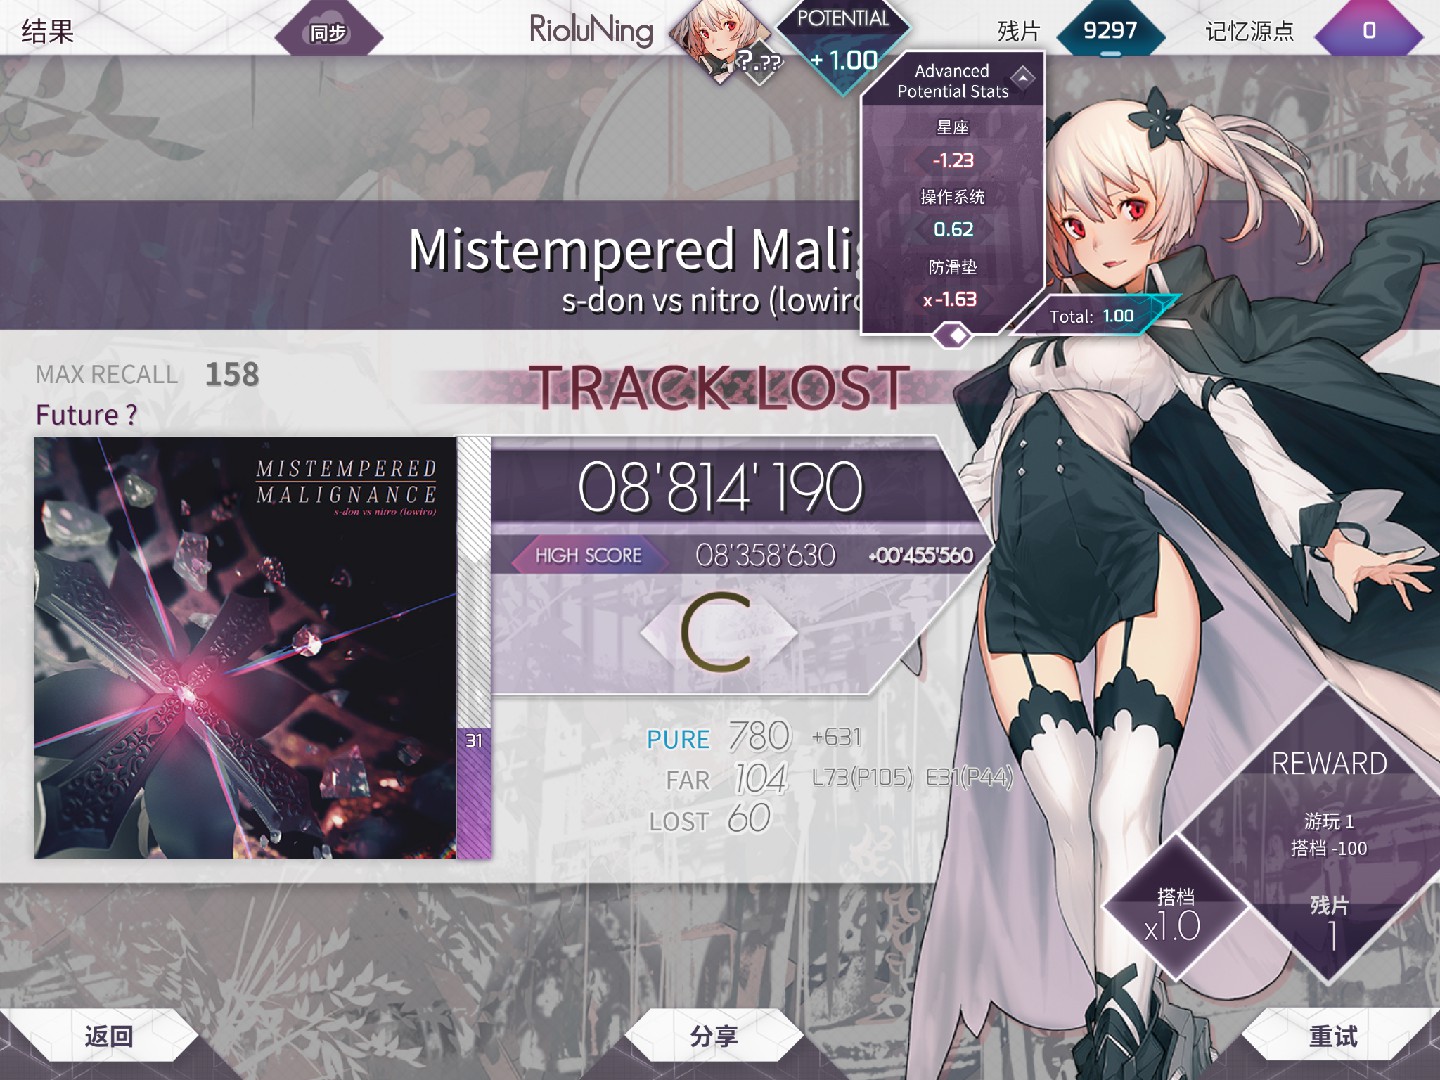 结果
同步
RioluNing
?.??
POTENTIAL
+ 1.00
残片
9297
记忆源点
0
Advanced
Potential Stats
星座
-1.23
操作系统
0.62
防滑垫
x -1.63
Total: 1.00
Mistempered Mali
s-don vs nitro (lowiro
MAX RECALL 158
TRACK LOST
Future ?
MISTEMPERED
MALIGNANCE
s-don vs nitro (lowiro)
31
08'814'190
HIGH SCORE 08'358'630 +00'455'560
C
PURE 780 +631
FAR 104 L73(P105) E31(P44)
LOST 60
REWARD
游玩 1
搭档 -100
残片
1
搭档
x1.0
返回
分享
重试